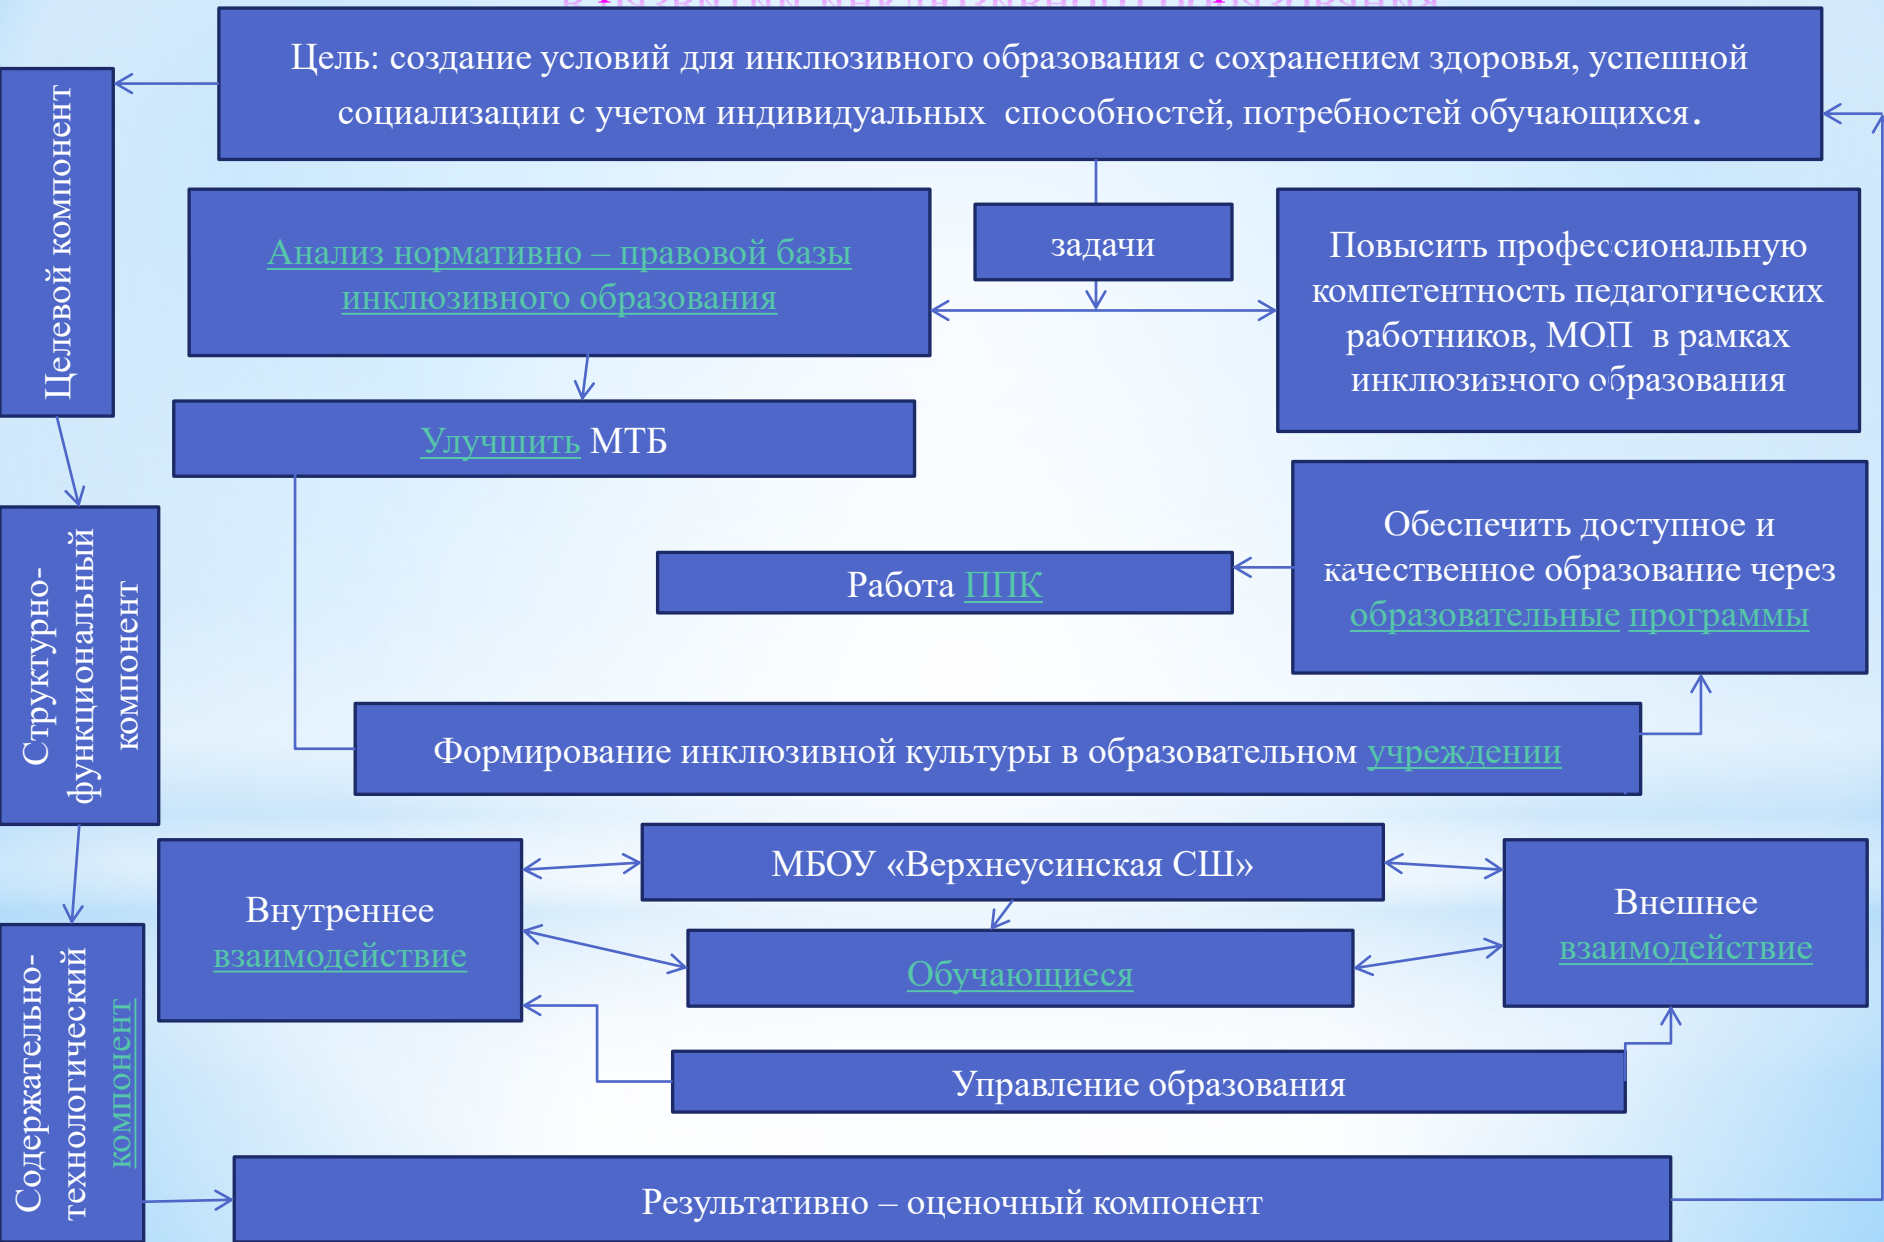 Цель: создание условий для инклюзивного образования с сохранением здоровья, успешной
социализации с учетом индивидуальных способностей, потребностей обучающихся.
Целевой компонент
Анализ нормативно – правовой базы
инклюзивного образования
задачи
Повысить профессиональную
компетентность педагогических
работников, МОП в рамках
инклюзивного образования
Улучшить МТБ
Структурно-
функциональный
компонент
Обеспечить доступное и
качественное образование через
образовательные программы
Работа ППК
Формирование инклюзивной культуры в образовательном учреждении
МБОУ «Верхнеусинская СШ»
Внутреннее
взаимодействие
Внешнее
взаимодействие
Обучающиеся
Содержательно-
технологический
компонент
Управление образования
Результативно – оценочный компонент